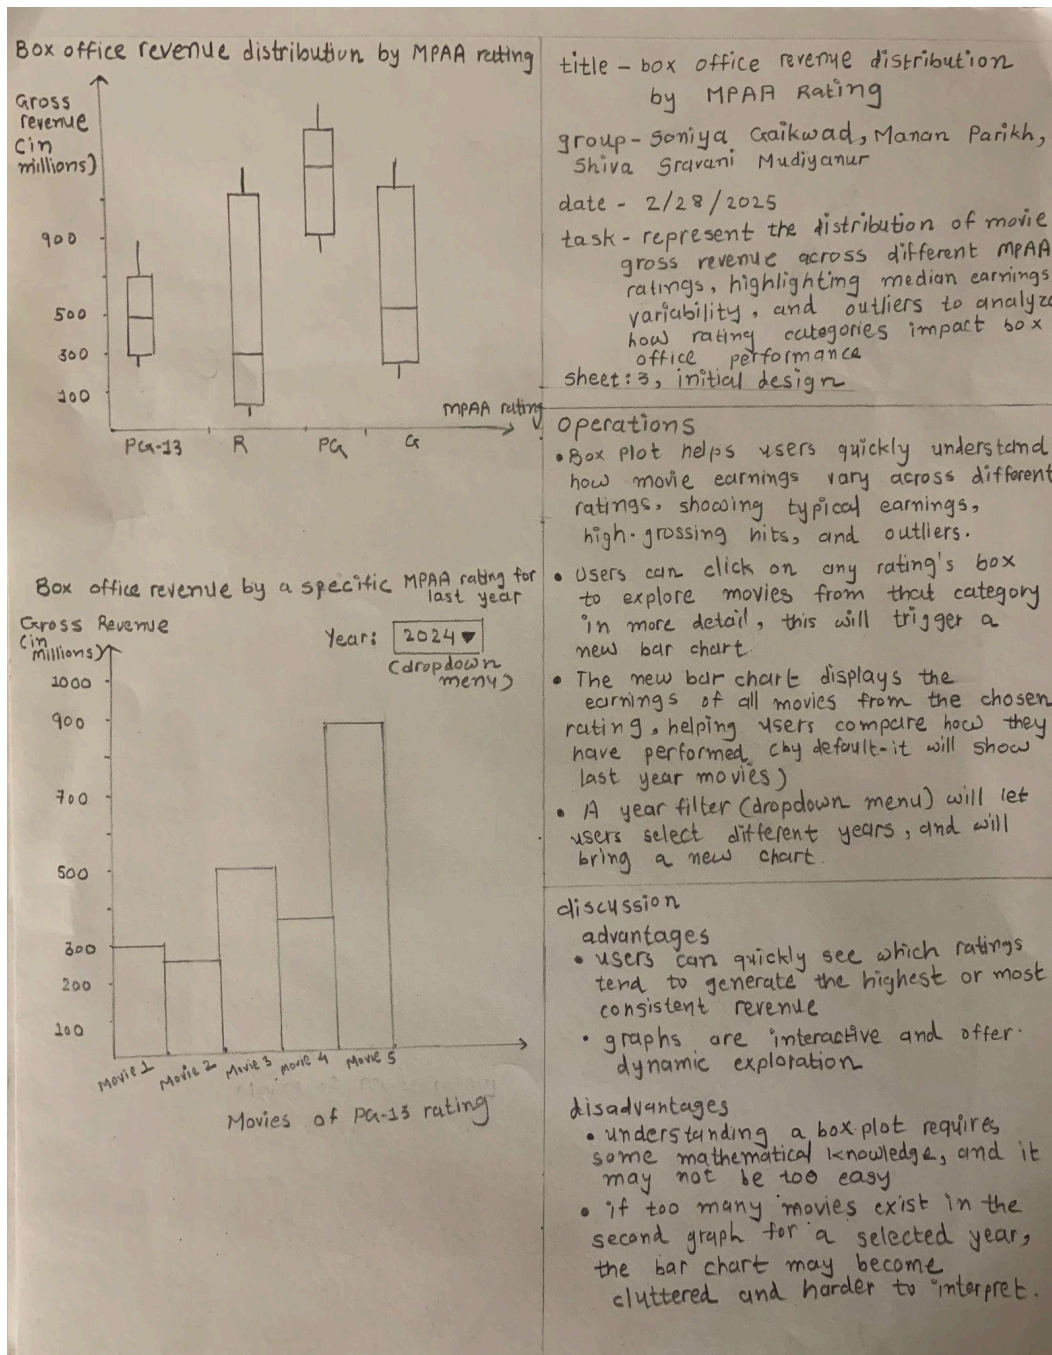 Box office revenue distribution by MPAA rating
Gross
revenue
(in
millions)
900
500
300
100
MPAA rating
PG-13
R
PG
G
Box office revenue by a specific MPAA rating for
last year
Gross Revenue
(in
millions)
Year: 2024 ▼
(dropdown
menu)
1000
900
700
500
300
200
100
Movie 1
Movie 2
Movie 3
Movie 4
Movie 5
Movies of PG-13 rating
title - box office revenue distribution
by MPAA Rating
group - Soniya Gaikwad, Manan Parikh,
Shiva Sravani Mudiyanur
date - 2/28/2025
task - represent the distribution of movie
gross revenue across different MPAA
ratings, highlighting median earnings
variability, and outliers to analyze
how rating categories impact box
office performance
sheet: 3, initial design
operations
• Box Plot helps users quickly understand
how movie earnings vary across different
ratings, showing typical earnings,
high-grossing hits, and outliers.
• Users can click on any rating's box
to explore movies from that category
in more detail, this will trigger a
new bar chart.
• The new bar chart displays the
earnings of all movies from the chosen
rating, helping users compare how they
have performed (by default-it will show
last year movies)
• A year filter (dropdown menu) will let
users select different years, and will
bring a new chart.
discussion
advantages
• users can quickly see which ratings
tend to generate the highest or most
consistent revenue
• graphs are interactive and offer
dynamic exploration
disadvantages
• understanding a box plot requires
some mathematical knowledge, and it
may not be too easy
• if too many movies exist in the
second graph for a selected year,
the bar chart may become
cluttered and harder to interpret.